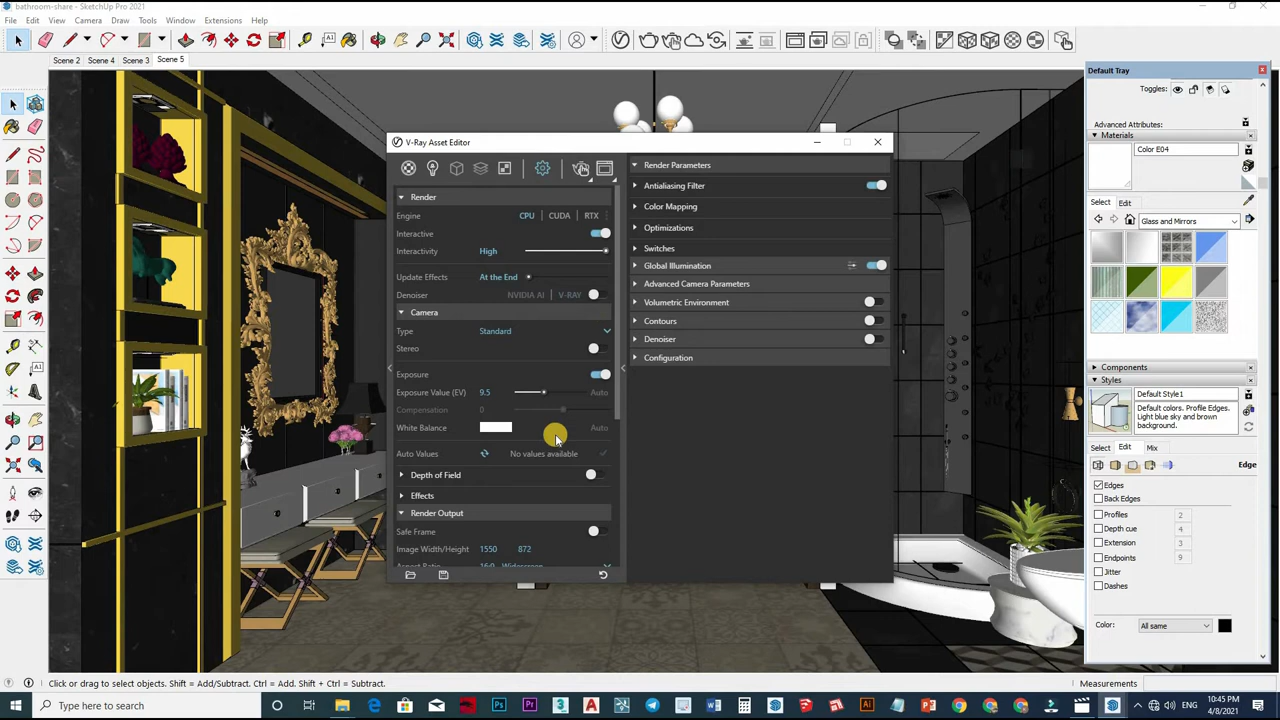 bathroom-share - SketchUp Pro 2021
File Edit View Camera Draw Tools Window Extensions Help
Scene 2 Scene 4 Scene 3 Scene 5
V-Ray Asset Editor
Render
Engine CPU CUDA RTX
Interactive
Interactivity High
Update Effects At the End
Denoiser NVIDIA AI V-RAY
Camera
Type Standard
Stereo
Exposure
Exposure Value (EV) 9.5 Auto
Compensation 0
White Balance Auto
Auto Values No values available
Depth of Field
Effects
Render Output
Safe Frame
Image Width/Height 1550 872
Aspect Ratio 16:9 Widescreen
Render Parameters
Antialiasing Filter
Color Mapping
Optimizations
Switches
Global Illumination
Advanced Camera Parameters
Volumetric Environment
Contours
Denoiser
Configuration
Default Tray
Toggles:
Advanced Attributes:
Materials
Color E04
Select Edit
Glass and Mirrors
Components
Styles
Default Style1
Default colors. Profile Edges.
Light blue sky and brown
background.
Select Edit Mix
Edge
Edges
Back Edges
Profiles 2
Depth cue 4
Extension 3
Endpoints 9
Jitter
Dashes
Color: All same
Click or drag to select objects. Shift = Add/Subtract. Ctrl = Add. Shift + Ctrl = Subtract.
Measurements
Type here to search
ENG
10:45 PM
4/8/2021